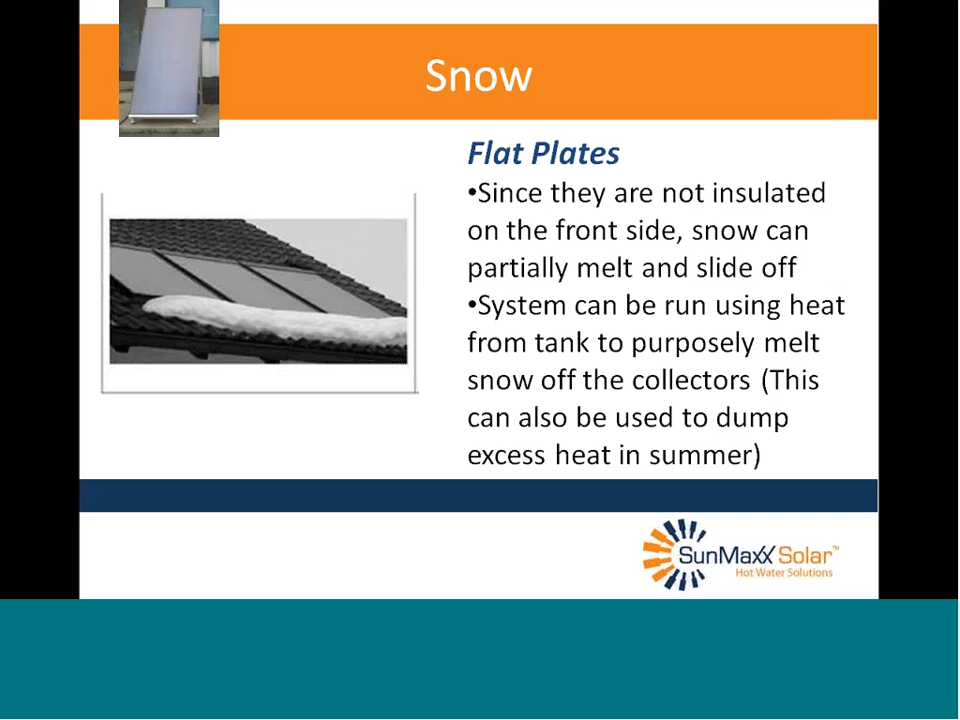 Snow
Flat Plates
•Since they are not insulated
on the front side, snow can
partially melt and slide off
•System can be run using heat
from tank to purposely melt
snow off the collectors (This
can also be used to dump
excess heat in summer)
SunMaxx Solar™
Hot Water Solutions